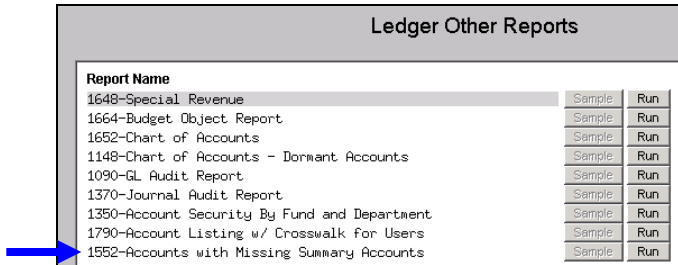 Ledger Other Reports
Report Name
1648-Special Revenue Sample Run
1664-Budget Object Report Sample Run
1652-Chart of Accounts Sample Run
1148-Chart of Accounts - Dormant Accounts Sample Run
1090-GL Audit Report Sample Run
1370-Journal Audit Report Sample Run
1350-Account Security By Fund and Department Sample Run
1790-Account Listing w/ Crosswalk for Users Sample Run
1552-Accounts with Missing Summary Accounts Sample Run